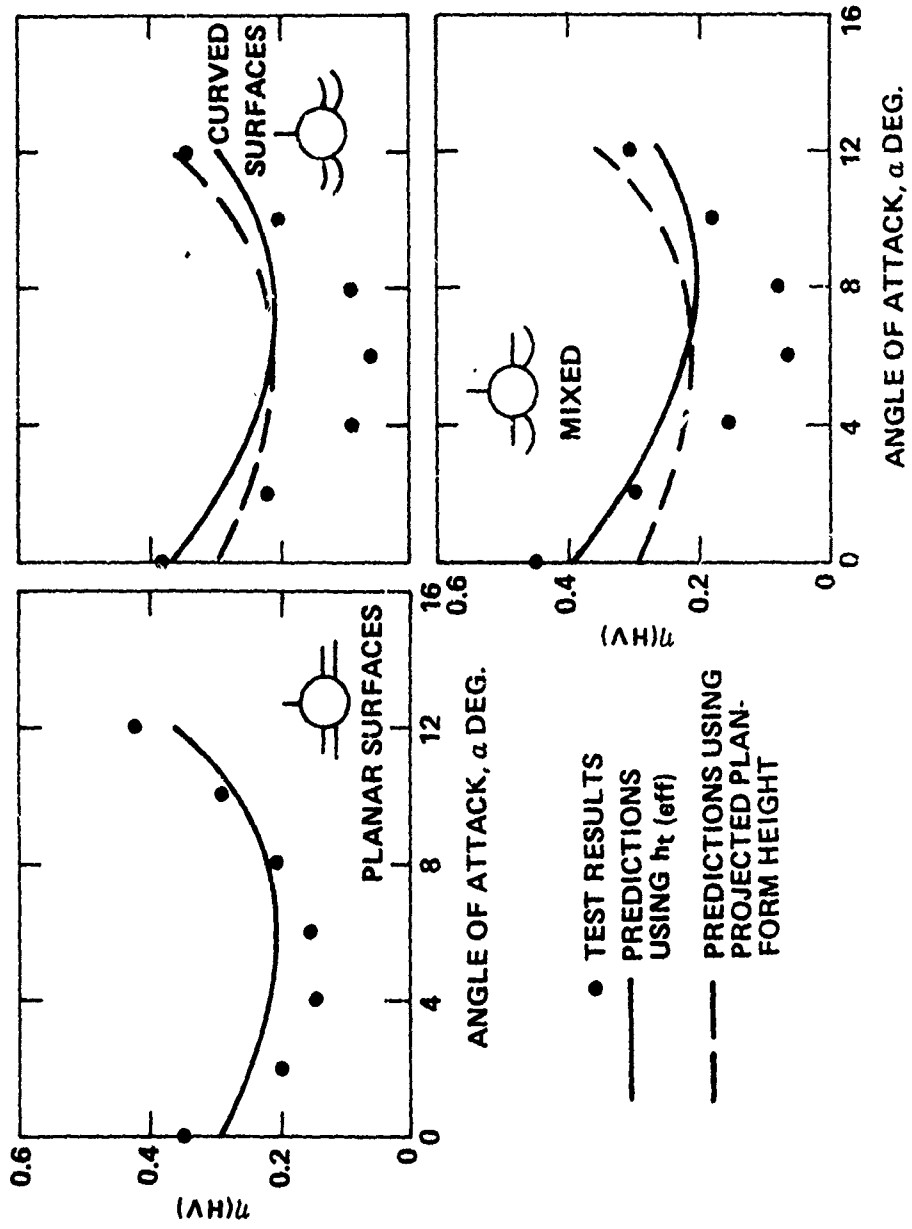 0.6
0.4
0.2
0
η(HV)
PLANAR SURFACES
0
4
8
12
16
ANGLE OF ATTACK, α DEG.
CURVED
SURFACES
TEST RESULTS
PREDICTIONS
USING ht (eff)
PREDICTIONS USING
PROJECTED PLAN-
FORM HEIGHT
0.6
0.4
0.2
0
η(HV)
MIXED
0
4
8
12
16
ANGLE OF ATTACK, α DEG.